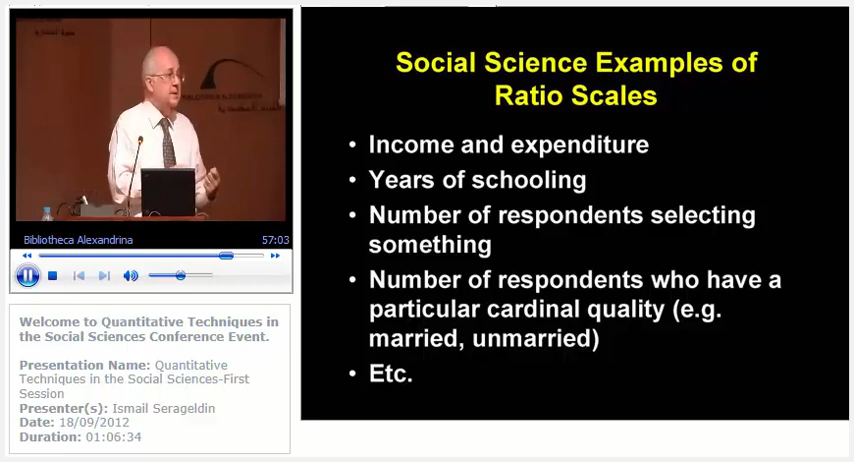 BIBLIOTHECA ALEXANDRINA
Bibliotheca Alexandrina
57:03
Welcome to Quantitative Techniques in
the Social Sciences Conference Event.
Presentation Name: Quantitative
Techniques in the Social Sciences-First
Session
Presenter(s): Ismail Serageldin
Date: 18/09/2012
Duration: 01:06:34
Social Science Examples of
Ratio Scales
• Income and expenditure
• Years of schooling
• Number of respondents selecting
something
• Number of respondents who have a
particular cardinal quality (e.g.
married, unmarried)
• Etc.